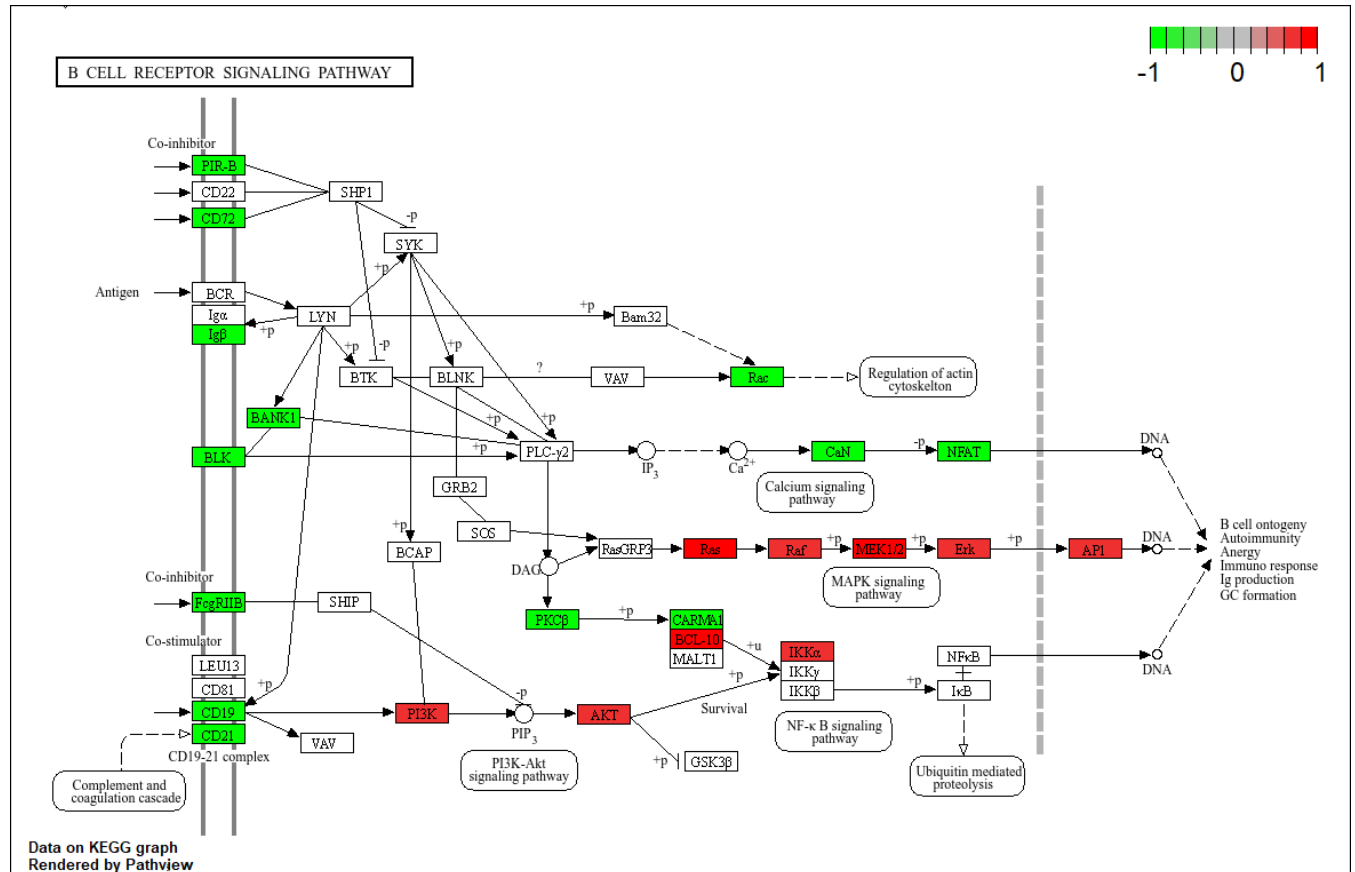 -1 0 1
B CELL RECEPTOR SIGNALING PATHWAY
Co-inhibitor
PIR-B
CD22
SHP1
CD72
-p
SYK
+p
Antigen
BCR
Igα
LYN
+p
Bam32
Igβ
+p
+p
-p
+p
BTK
BLNK
?
VAV
Rac
Regulation of actin
cytoskelton
BANK1
+p
+p
BLK
+p
PLC-γ2
IP3
Ca2+
CaN
-p
NFAT
DNA
Calcium signaling
pathway
GRB2
SOS
+p
BCAP
RasGRP3
Ras
Raf
+p
MEK1/2
+p
Erk
+p
AP1
DNA
DAG
MAPK signaling
pathway
B cell ontogeny
Autoimmunity
Anergy
Immuno response
Ig production
GC formation
Co-inhibitor
FcgRIIB
SHIP
PKCβ
+p
CARMA1
BCL-10
MALT1
+u
IKKα
IKKγ
IKKβ
+p
+p
NFκB
IκB
DNA
Co-stimulator
LEU13
CD81
+p
CD19
CD21
CD19-21 complex
VAV
PI3K
-p
PIP3
AKT
Survival
+p
GSK3β
PI3K-Akt
signaling pathway
NF-κ B signaling
pathway
Ubiquitin mediated
proteolysis
Complement and
coagulation cascade
Data on KEGG graph
Rendered by Pathview